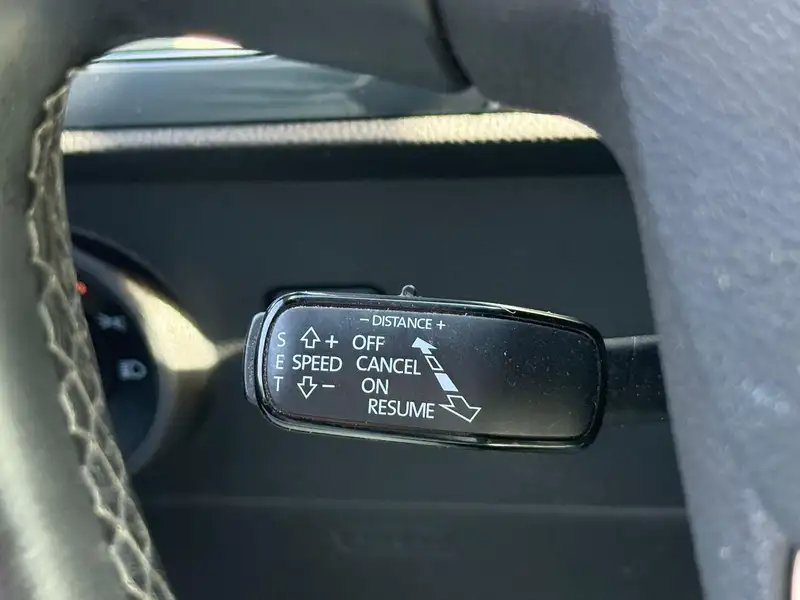 − DISTANCE +
S + OFF
E SPEED CANCEL
T − ON
RESUME